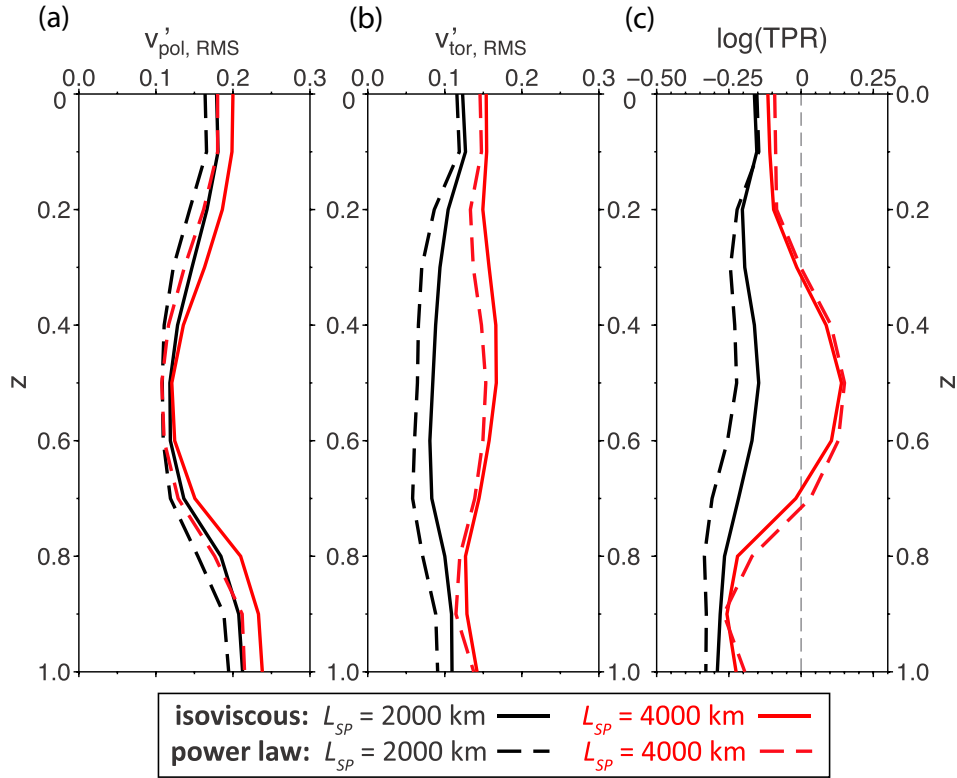 (a) (b) (c)
v'pol, RMS v'tor, RMS log(TPR)
0.0 0.1 0.2 0.3 0.0 0.1 0.2 0.3 −0.50 −0.25 0 0.25
0 0 0 0.0
0.2 0.2 0.2
0.4 0.4 0.4
z z
0.6 0.6 0.6
0.8 0.8 0.8
1.0 1.0 1.0 1.0
isoviscous: LSP = 2000 km LSP = 4000 km
power law: LSP = 2000 km LSP = 4000 km